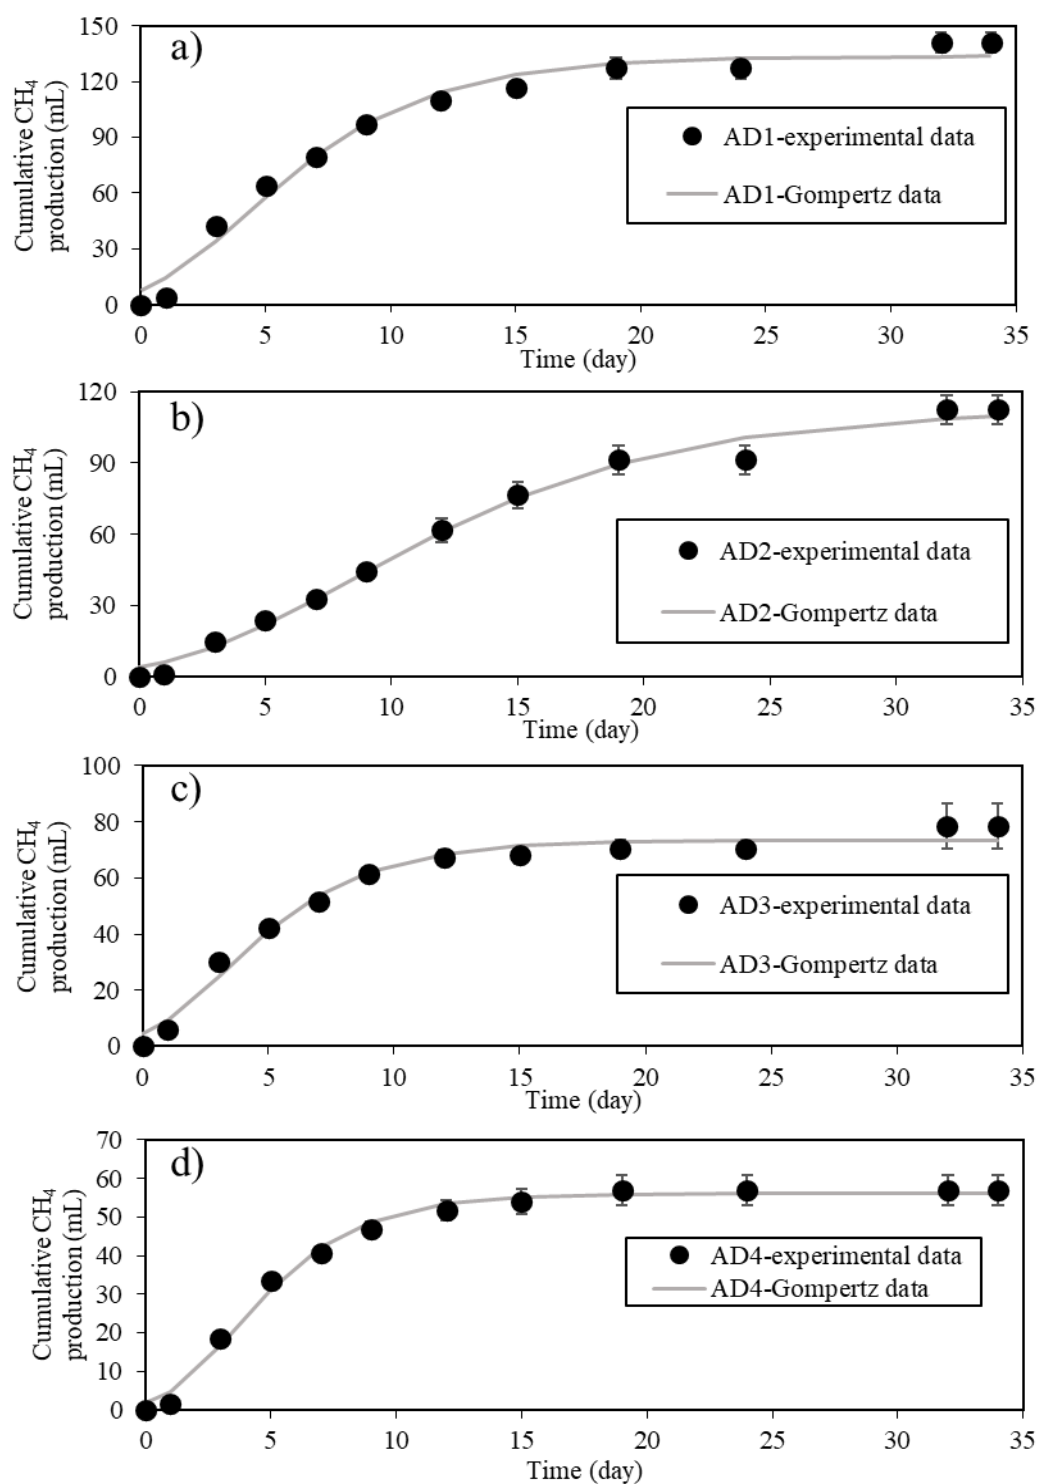 a)
Cumulative CH₄
production (mL)
150
120
90
60
30
0
AD1-experimental data
AD1-Gompertz data
0 5 10 15 20 25 30 35
Time (day)
b)
Cumulative CH₄
production (mL)
120
90
60
30
0
AD2-experimental data
AD2-Gompertz data
0 5 10 15 20 25 30 35
Time (day)
c)
Cumulative CH₄
production (mL)
100
80
60
40
20
0
AD3-experimental data
AD3-Gompertz data
0 5 10 15 20 25 30 35
Time (day)
d)
Cumulative CH₄
production (mL)
70
60
50
40
30
20
10
0
AD4-experimental data
AD4-Gompertz data
0 5 10 15 20 25 30 35
Time (day)